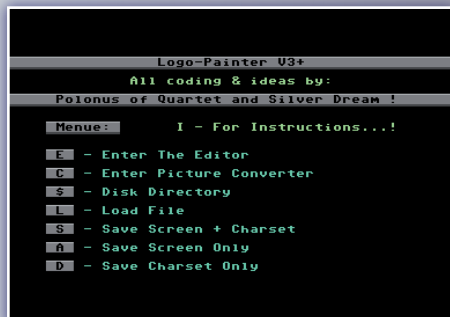 Logo-Painter V3+
All coding & ideas by:
Polonus of Quartet and Silver Dream !
Menue: I - For Instructions...!
E - Enter The Editor
C - Enter Picture Converter
$ - Disk Directory
L - Load File
S - Save Screen + Charset
A - Save Screen Only
D - Save Charset Only